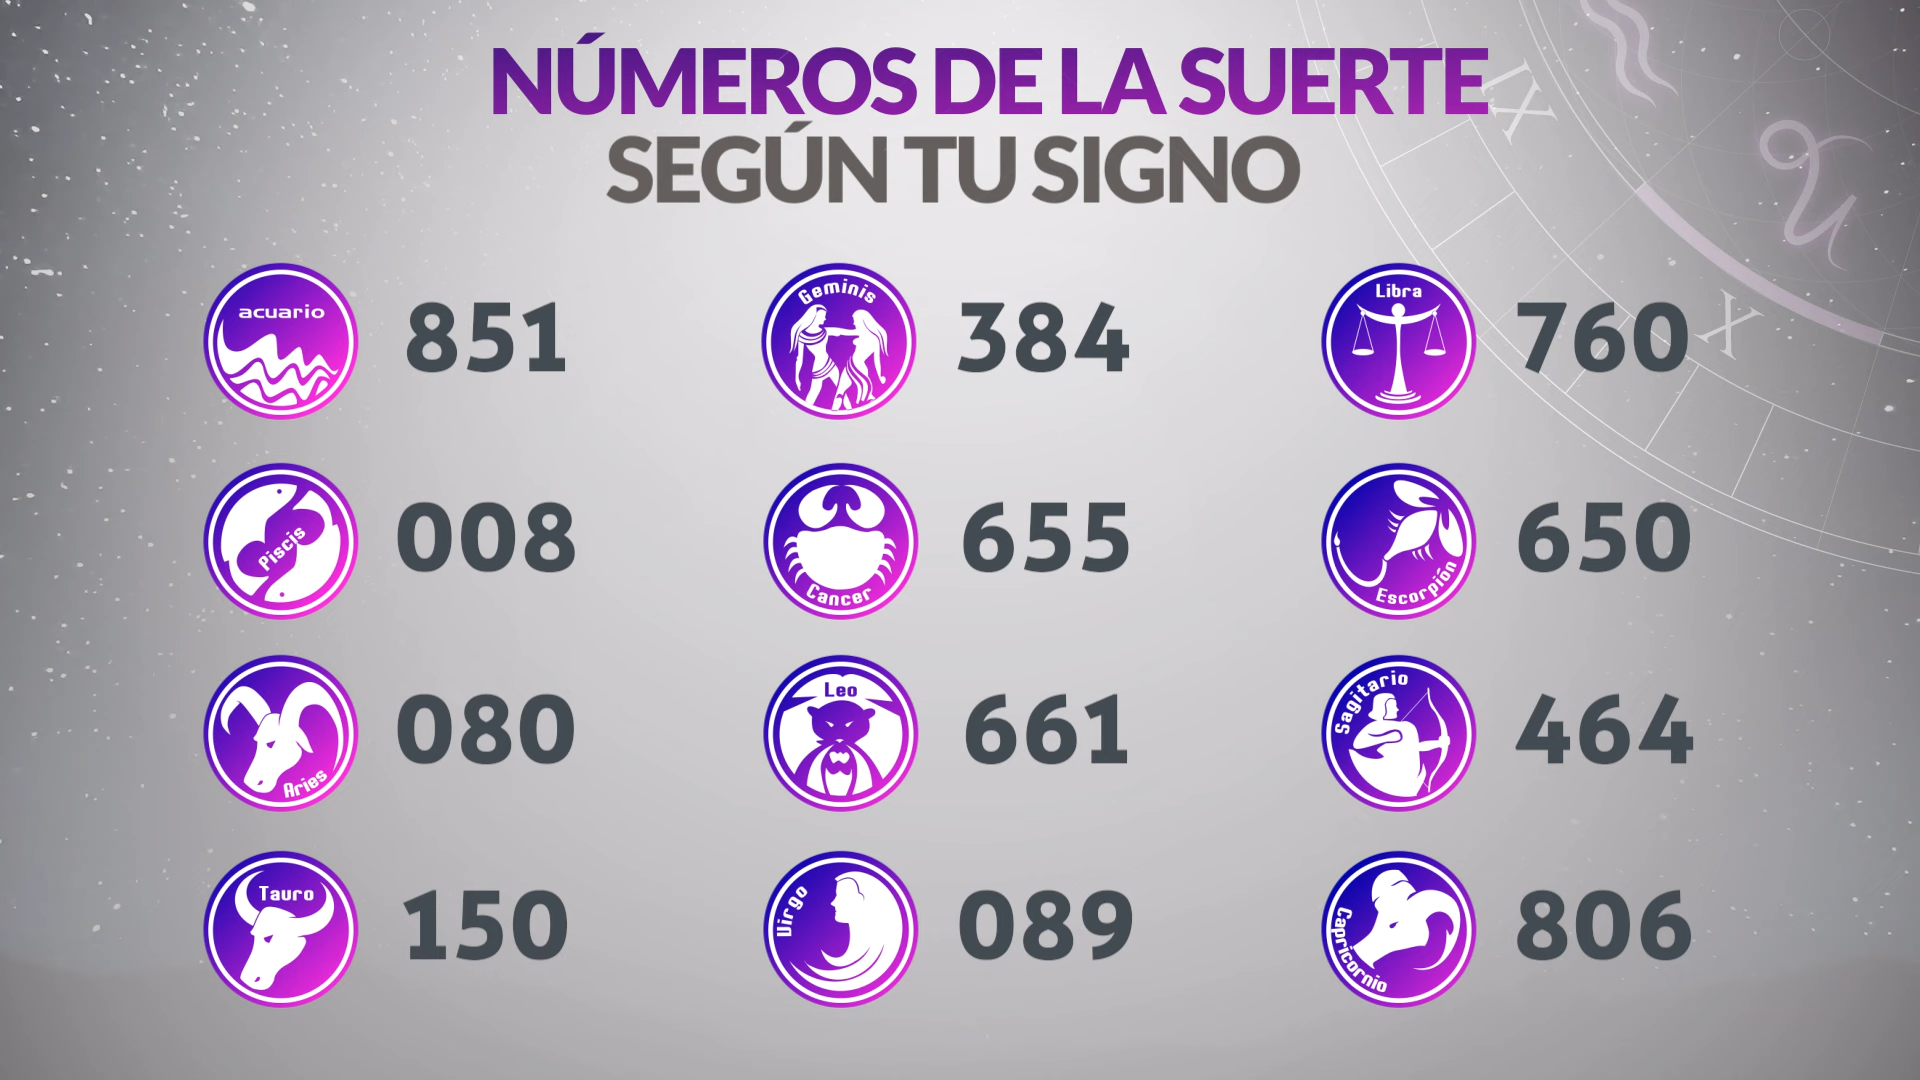 NÚMEROS DE LA SUERTE
SEGÚN TU SIGNO
acuario 851
Geminis 384
Libra 760
Piscis 008
Cancer 655
Escorpión 650
Aries 080
Leo 661
Sagitario 464
Tauro 150
Virgo 089
Capricornio 806
IX
X